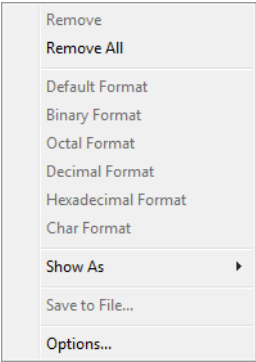 Remove
Remove All
Default Format
Binary Format
Octal Format
Decimal Format
Hexadecimal Format
Char Format
Show As
Save to File...
Options...